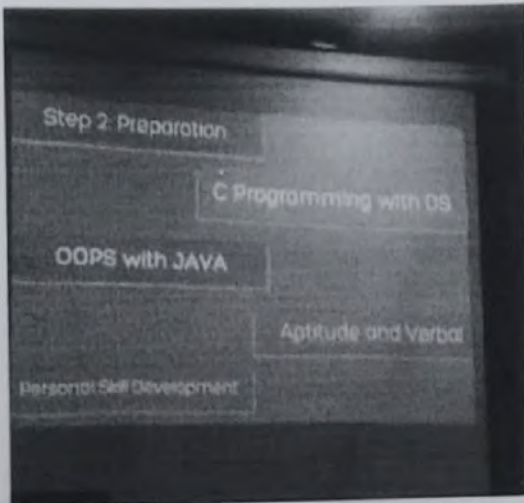 Step 2: Preparation
C Programming with DS
OOPS with JAVA
Aptitude and Verbal
Personal Skill Development